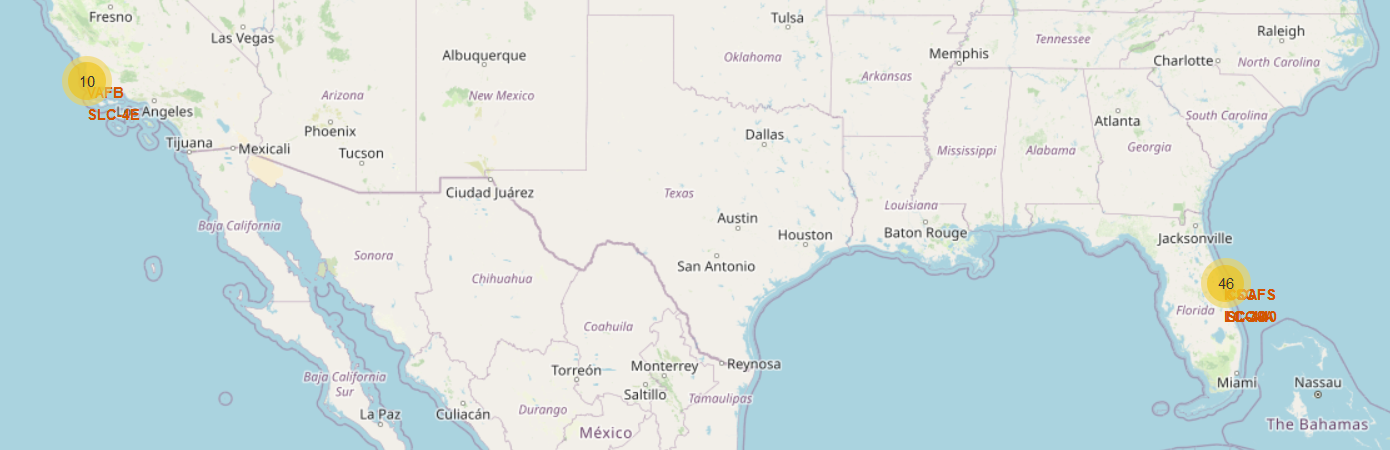 Fresno
Tulsa
Las Vegas
Raleigh
Tennessee
Memphis
Albuquerque
Oklahoma
Charlotte
North Carolina
Arkansas
10
VAFB
Arizona
New Mexico
SLC-4E
Los Angeles
South Carolina
Atlanta
Phoenix
Dallas
Tijuana
Mexicali
Tucson
Mississippi
Alabama
Georgia
Ciudad Juárez
Texas
Louisiana
Baja California
Austin
Houston
Baton Rouge
Jacksonville
Sonora
San Antonio
Chihuahua
46
Florida
Coahuila
Reynosa
Torreón
Monterrey
Baja California
Sur
Saltillo
Miami
Nassau
Tamaulipas
La Paz
Culiacán
Durango
The Bahamas
México